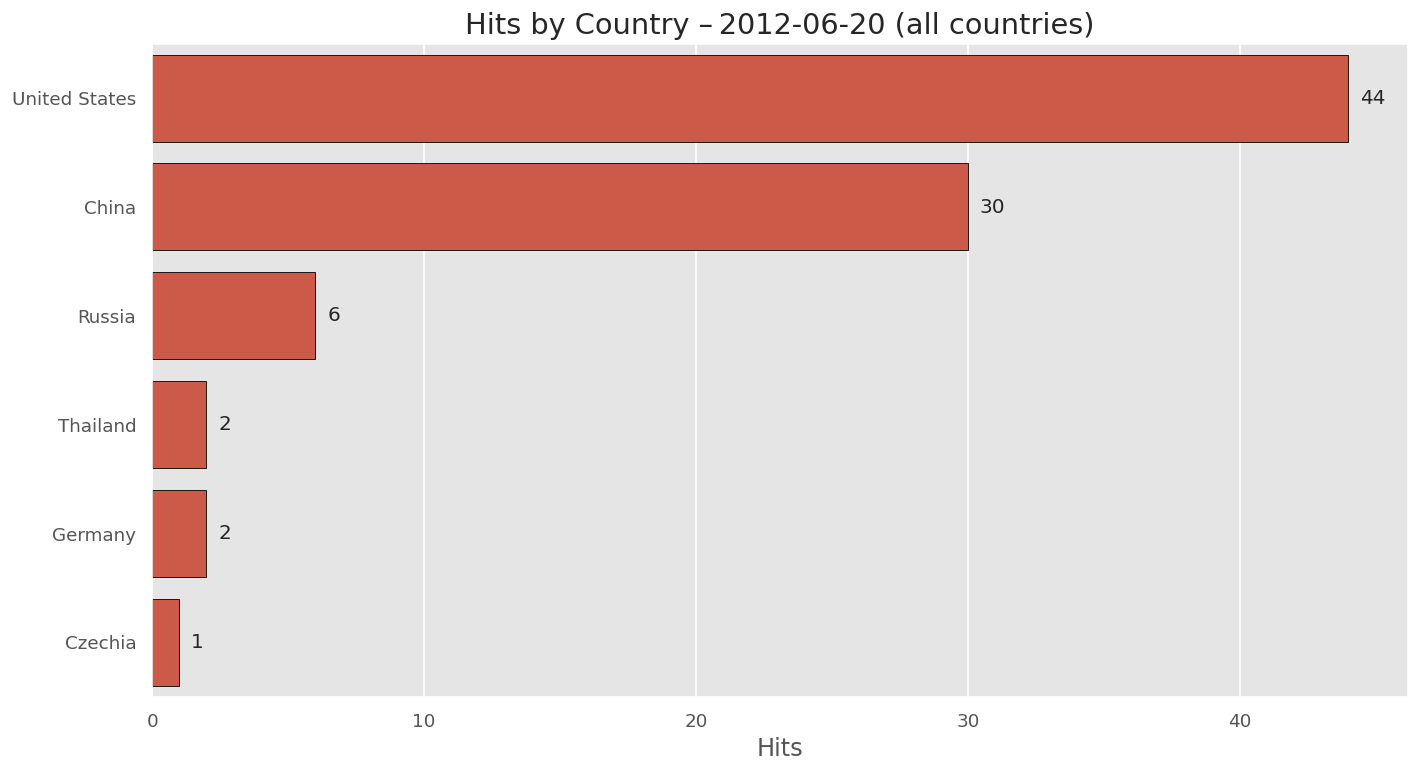 Hits by Country – 2012-06-20 (all countries)
United States 44
China 30
Russia 6
Thailand 2
Germany 2
Czechia 1
0 10 20 30 40
Hits